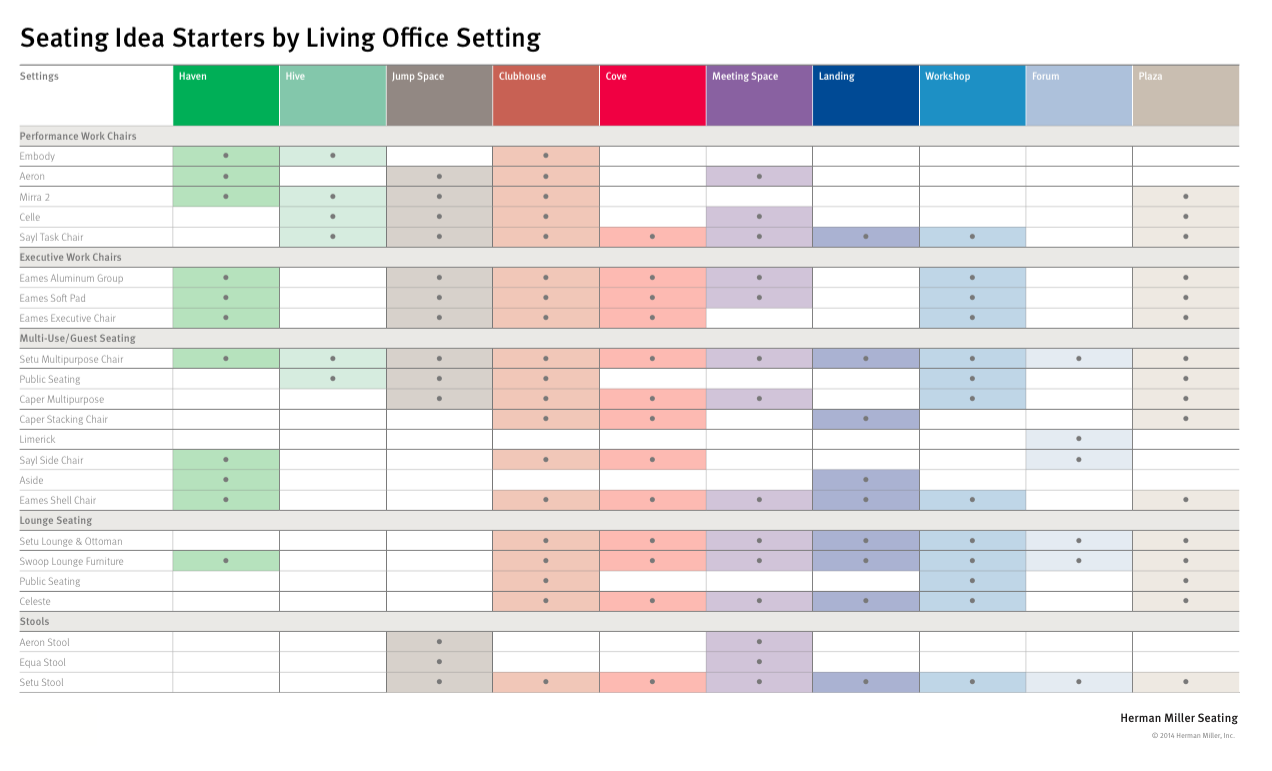 Seating Idea Starters by Living Office Setting
Settings Haven Hive Jump Space Clubhouse Cove Meeting Space Landing Workshop Forum Plaza
Performance Work Chairs
Embody • • •
Aeron • • • •
Mirra 2 • • • • •
Celle • • • • •
Sayl Task Chair • • • • • • • •
Executive Work Chairs
Eames Aluminum Group • • • • • • •
Eames Soft Pad • • • • • • •
Eames Executive Chair • • • • • •
Multi-Use/Guest Seating
Setu Multipurpose Chair • • • • • • • • • •
Public Seating • • • • •
Caper Multipurpose • • • • • •
Caper Stacking Chair • • • •
Limerick •
Sayl Side Chair • • • •
Aside • •
Eames Shell Chair • • • • • • •
Lounge Seating
Setu Lounge & Ottoman • • • • • • •
Swoop Lounge Furniture • • • • • • • •
Public Seating • • •
Celeste • • • • • •
Stools
Aeron Stool • •
Equa Stool • •
Setu Stool • • • • • • • •
Herman Miller Seating
© 2014 Herman Miller, Inc.